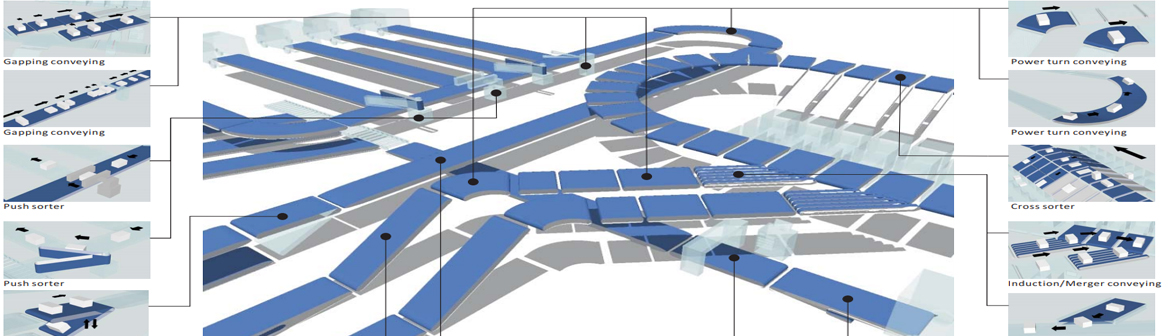 Gapping conveying
Gapping conveying
Push sorter
Push sorter
Power turn conveying
Power turn conveying
Cross sorter
Induction/Merger conveying